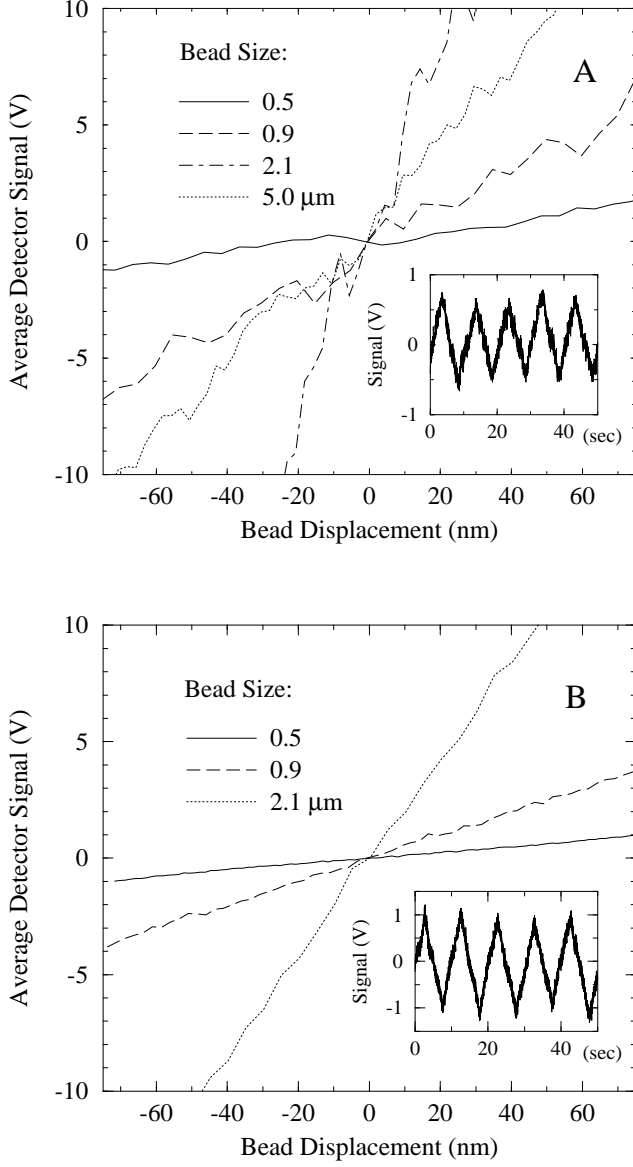 10
5
0
-5
-10
Average Detector Signal (V)
A
Bead Size:
0.5
0.9
2.1
5.0 μm
1
0
-1
Signal (V)
0 20 40 (sec)
-60 -40 -20 0 20 40 60
Bead Displacement (nm)
10
5
0
-5
-10
Average Detector Signal (V)
B
Bead Size:
0.5
0.9
2.1 μm
1
0
-1
Signal (V)
0 20 40 (sec)
-60 -40 -20 0 20 40 60
Bead Displacement (nm)